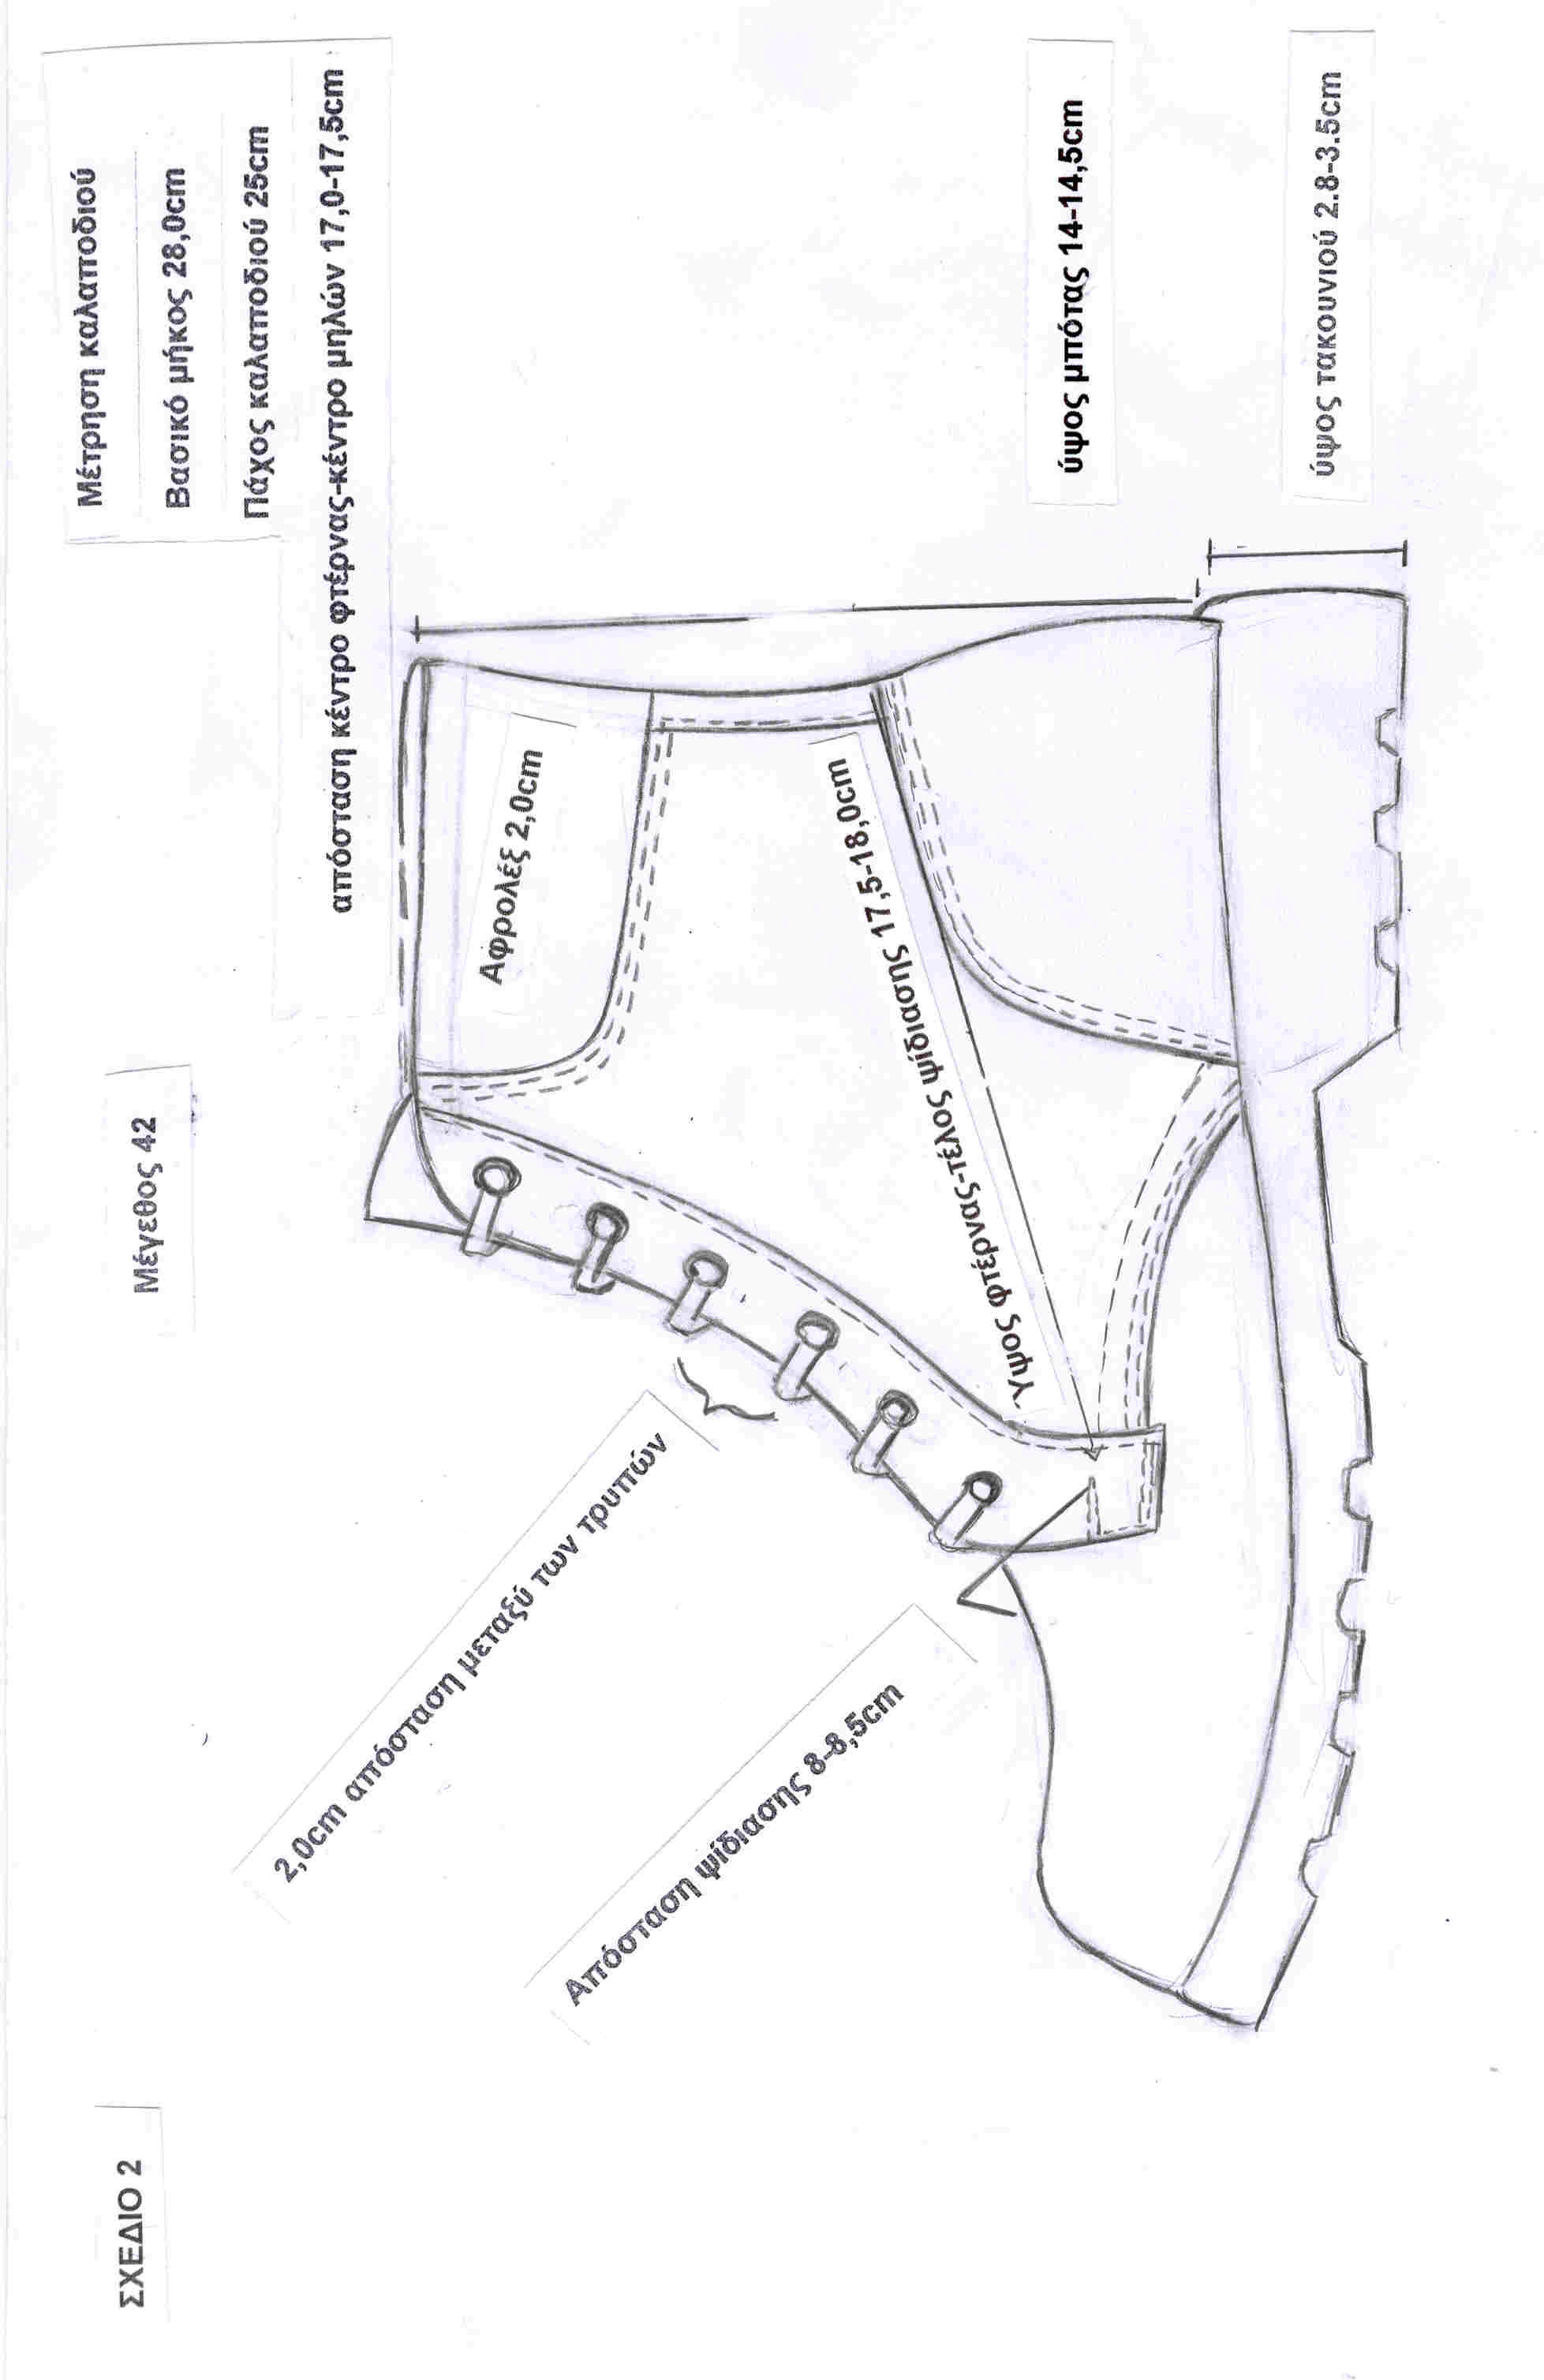 ΣΧΕΔΙΟ 2
Μέγεθος 42
Μέτρηση καλαποδιού
Βασικό μήκος 28,0cm
Πάχος καλαποδιού 25cm
απόσταση κέντρο φτέρνας-κέντρο μηλών 17,0-17,5cm
Αφρολέξ 2,0cm
2,0cm απόσταση μεταξύ των τρυπών
Υψος φτέρνας-τέλος ψίδιασης 17,5-18,0cm
Απόσταση ψίδιασης 8-8,5cm
ύψος μπότας 14-14,5cm
ύψος τακουνιού 2.8-3.5cm